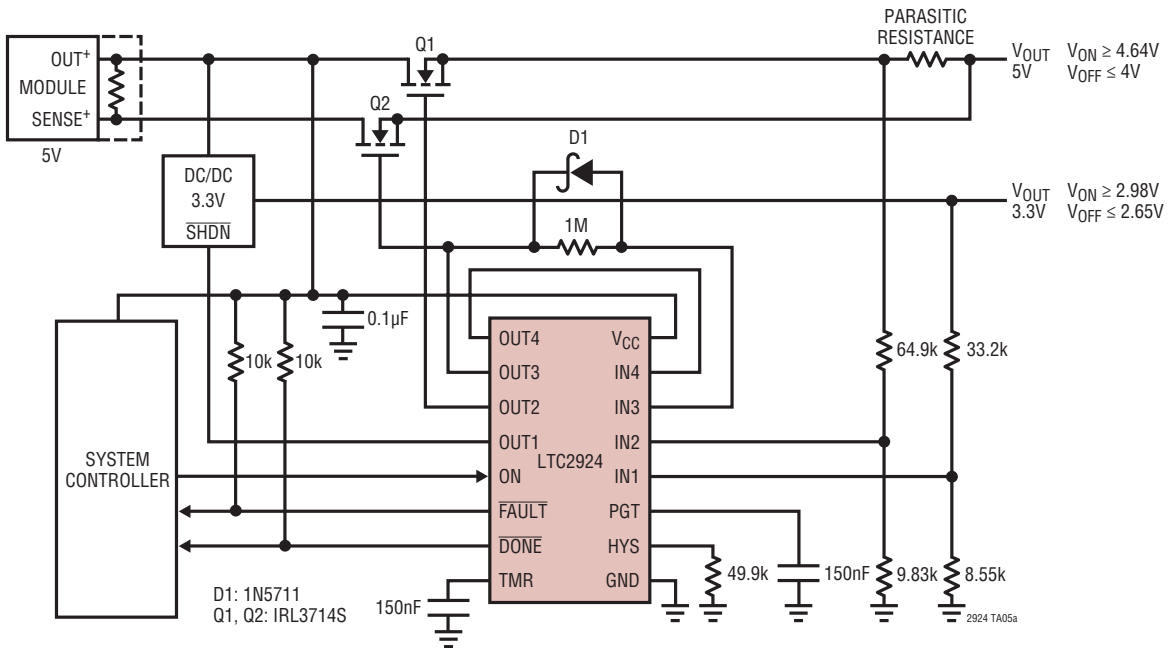 OUT+
MODULE
SENSE+
5V
Q1
Q2
PARASITIC
RESISTANCE
VOUT VON ≥ 4.64V
5V VOFF ≤ 4V
DC/DC
3.3V
SHDN
D1
1M
VOUT VON ≥ 2.98V
3.3V VOFF ≤ 2.65V
0.1µF
10k 10k
64.9k 33.2k
SYSTEM
CONTROLLER
OUT4 VCC
OUT3 IN4
OUT2 IN3
OUT1 IN2
LTC2924
ON IN1
FAULT PGT
DONE HYS
TMR GND
49.9k 150nF 9.83k 8.55k
150nF
D1: 1N5711
Q1, Q2: IRL3714S
2924 TA05a